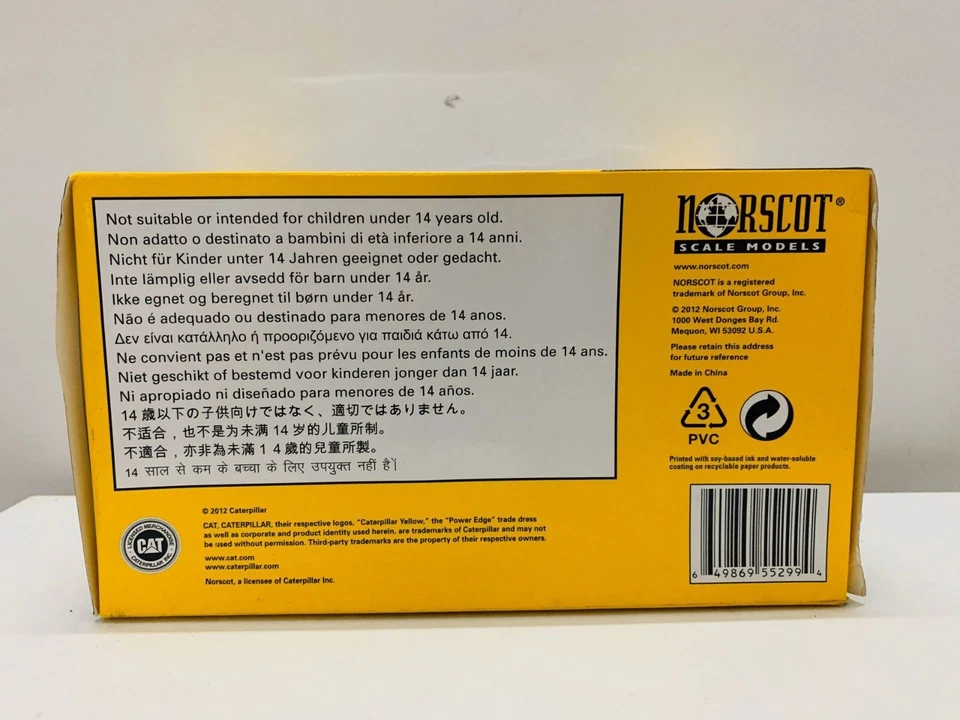 Not suitable or intended for children under 14 years old.
Non adatto o destinato a bambini di età inferiore a 14 anni.
Nicht für Kinder unter 14 Jahren geeignet oder gedacht.
Inte lämplig eller avsedd för barn under 14 år.
Ikke egnet og beregnet til børn under 14 år.
Não é adequado ou destinado para menores de 14 anos.
Δεν είναι κατάλληλο ή προοριζόμενο για παιδιά κάτω από 14.
Ne convient pas et n'est pas prévu pour les enfants de moins de 14 ans.
Niet geschikt of bestemd voor kinderen jonger dan 14 jaar.
Ni apropiado ni diseñado para menores de 14 años.
14 歳以下の子供向けではなく、適切ではありません。
不适合，也不是为未满 14 岁的儿童所制。
不適合，亦非為未滿 1 4 歲的兒童所製。
14 साल से कम के बच्चा के लिए उपयुक्त नहीं है।
NORSCOT®
SCALE MODELS
www.norscot.com
NORSCOT is a registered
trademark of Norscot Group, Inc.
© 2012 Norscot Group, Inc.
1000 West Donges Bay Rd.
Mequon, WI 53092 U.S.A.
Please retain this address
for future reference
Made in China
3
PVC
Printed with soy-based ink and water-soluble
coating on recyclable paper products.
6 49869 55299 4
LICENSED MERCHANDISE
CAT
CATERPILLAR INC.
© 2012 Caterpillar
CAT, CATERPILLAR, their respective logos, "Caterpillar Yellow," the "Power Edge" trade dress
as well as corporate and product identity used herein, are trademarks of Caterpillar and may not
be used without permission. Third-party trademarks are the property of their respective owners.
www.cat.com
www.caterpillar.com
Norscot, a licensee of Caterpillar Inc.